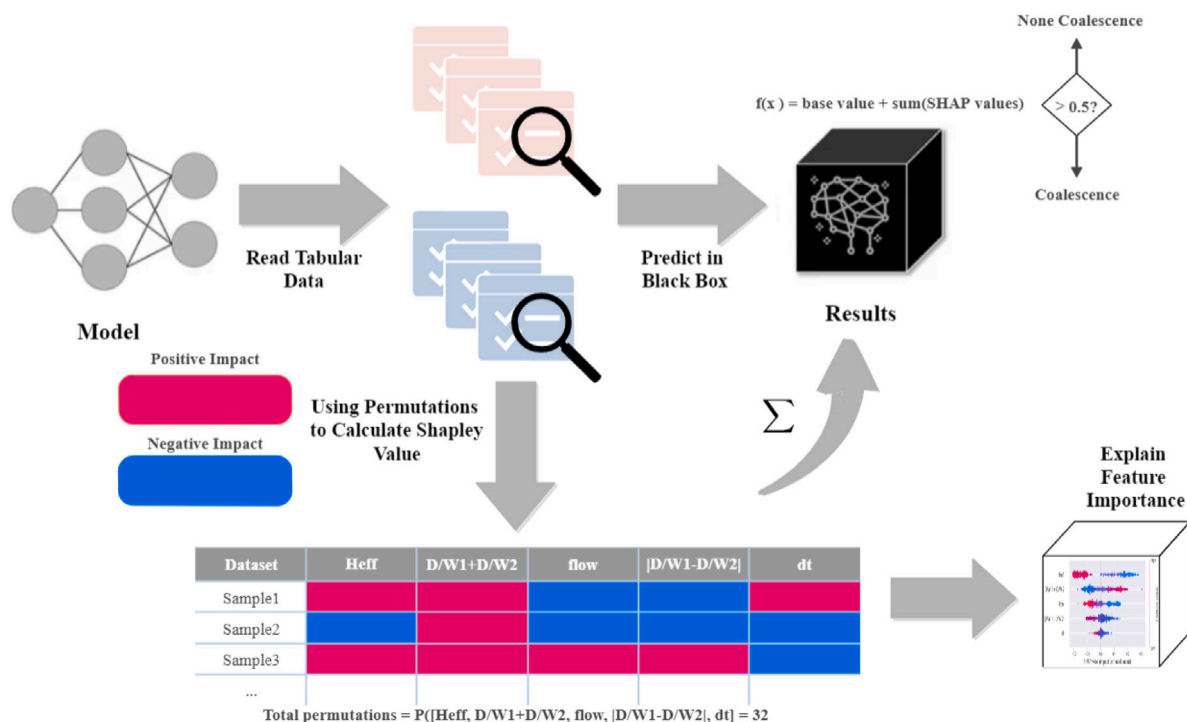 None Coalescence
f(x ) = base value + sum(SHAP values)
> 0.5?
Coalescence
Read Tabular
Data
Predict in
Black Box
Model
Results
Positive Impact
Negative Impact
Using Permutations
to Calculate Shapley
Value
∑
Explain
Feature
Importance
Dataset Heff D/W1+D/W2 flow |D/W1-D/W2| dt
Sample1
Sample2
Sample3
...
Total permutations = P([Heff, D/W1+D/W2, flow, |D/W1-D/W2|, dt] = 32